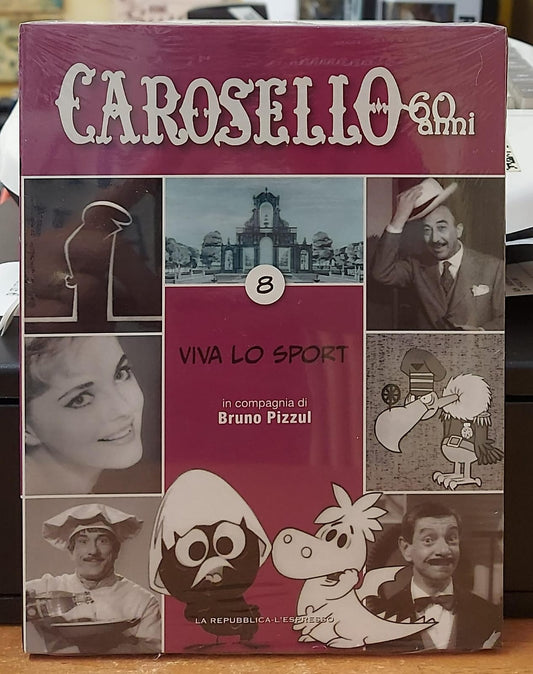 CAROSELLO 60
anni
8
VIVA LO SPORT
in compagnia di
Bruno Pizzul
LA REPUBBLICA-L'ESPRESSO